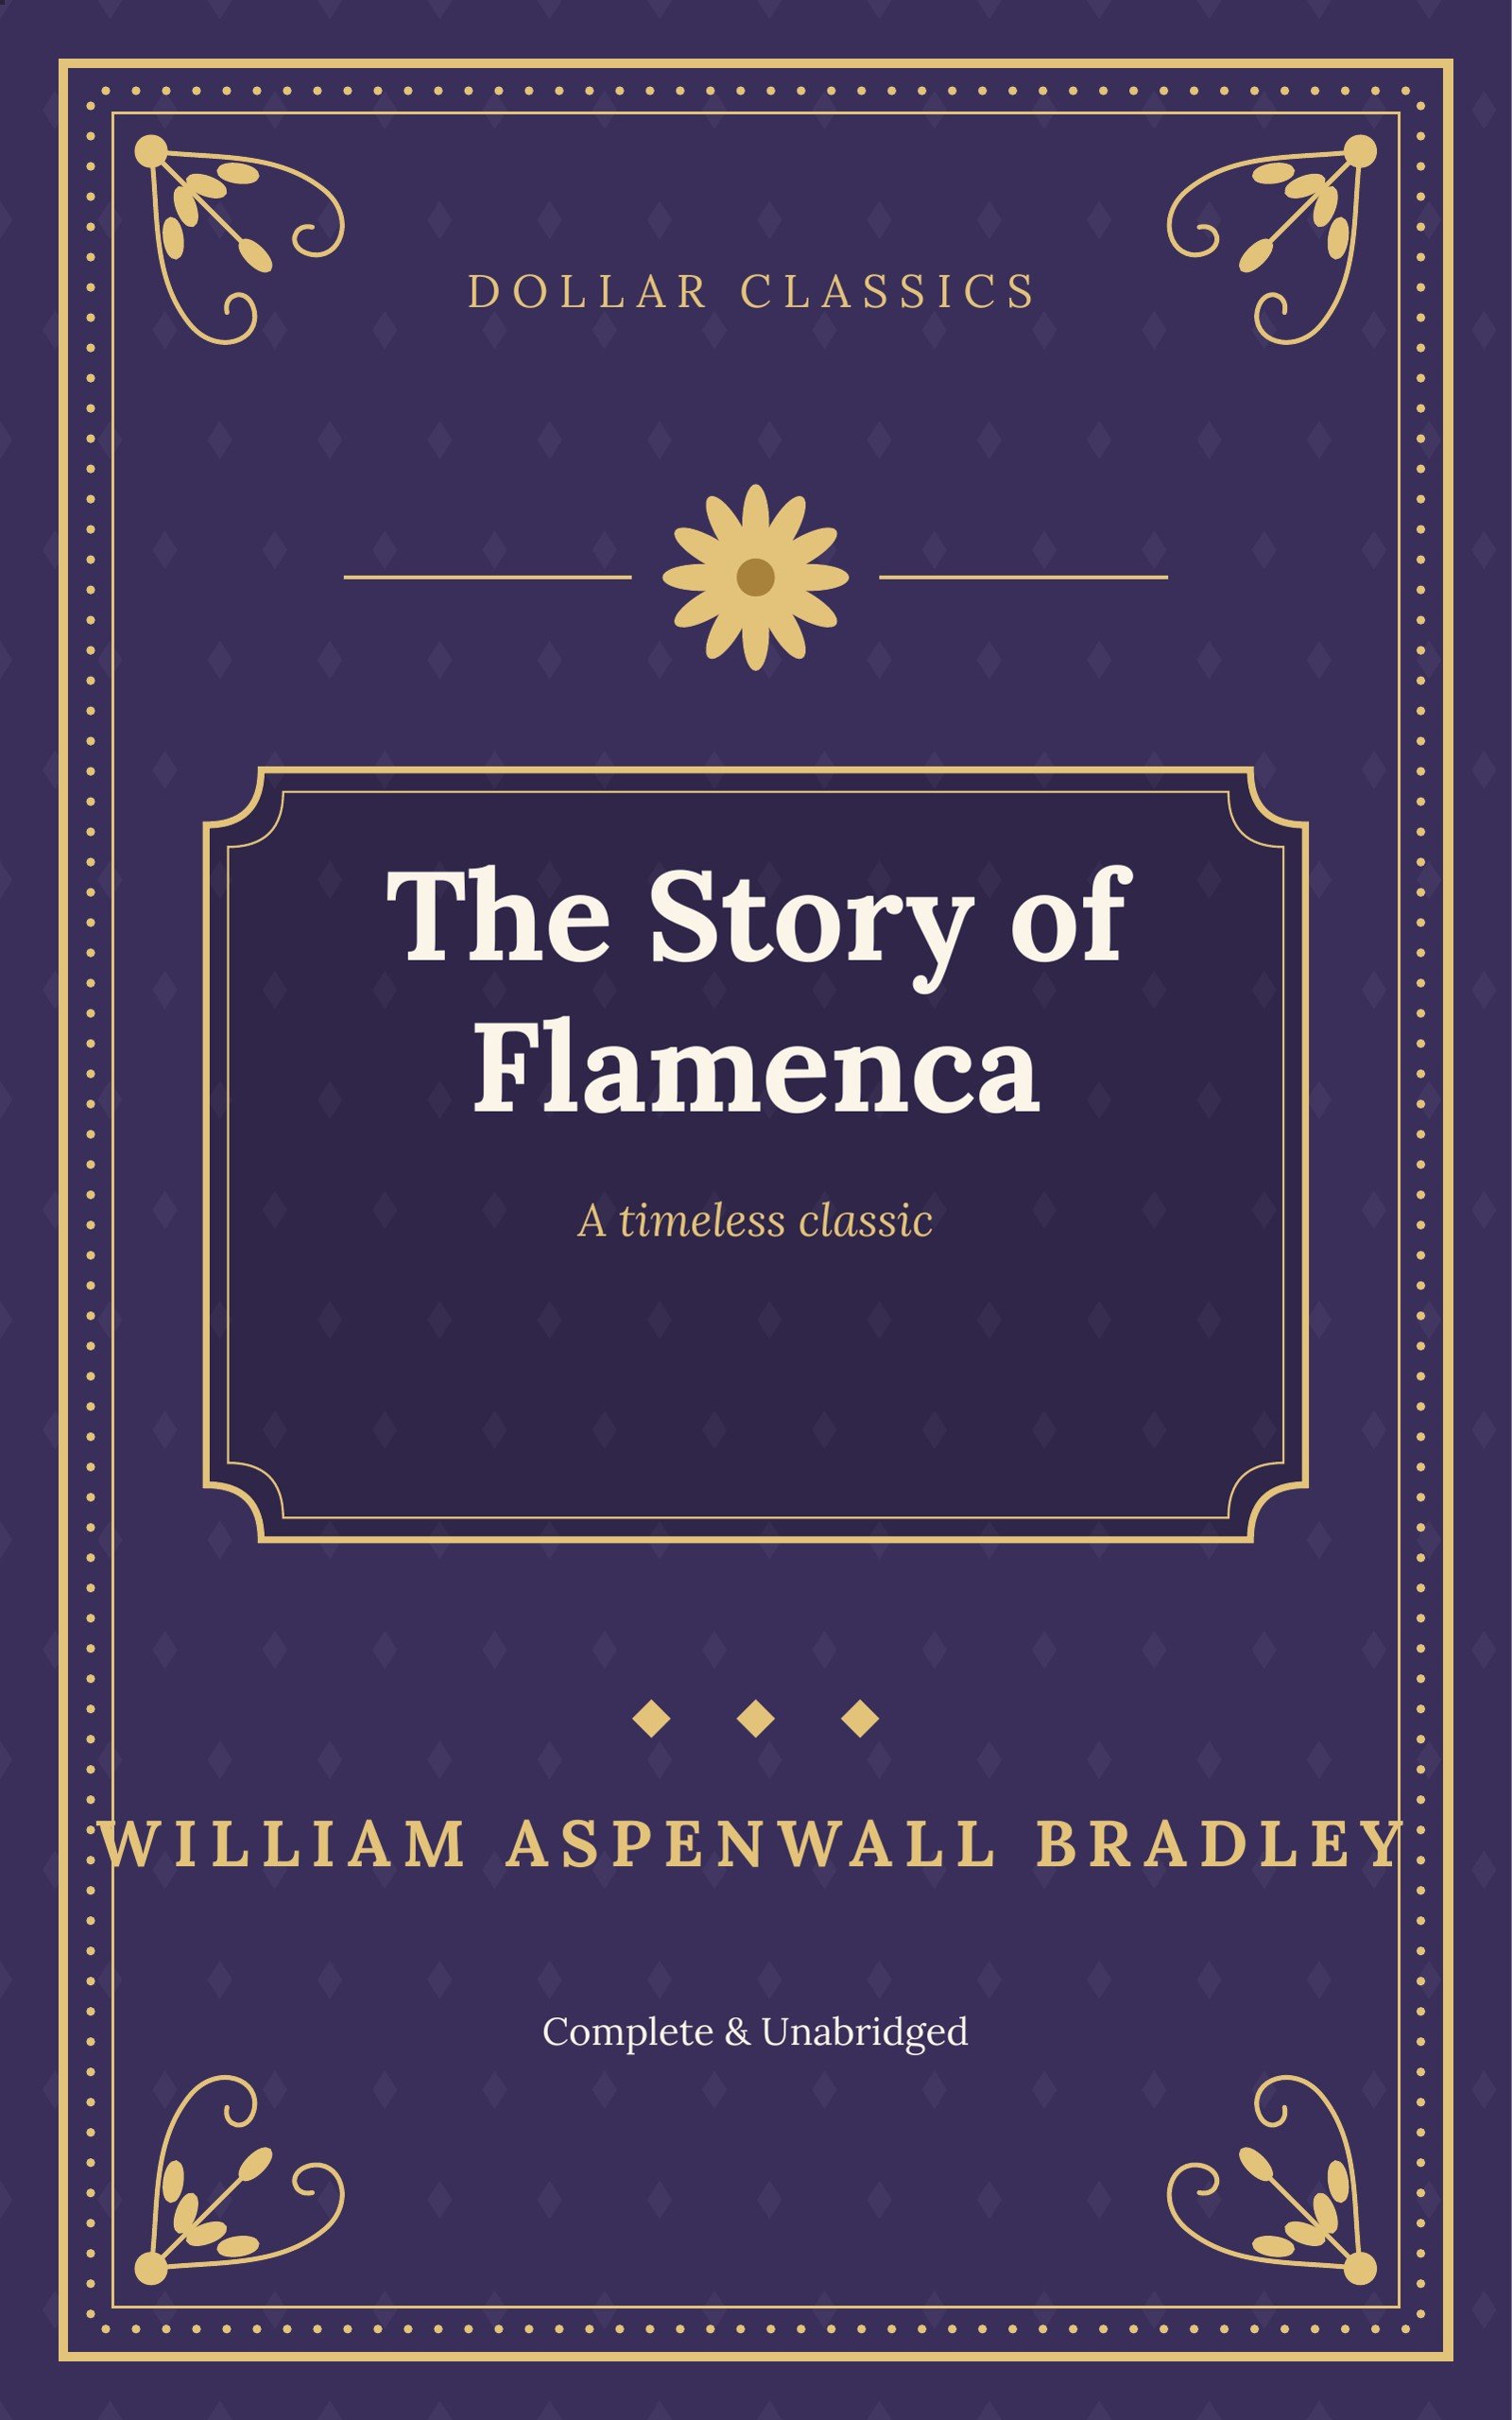 DOLLAR CLASSICS
The Story of
Flamenca
A timeless classic
WILLIAM ASPENWALL BRADLEY
Complete & Unabridged